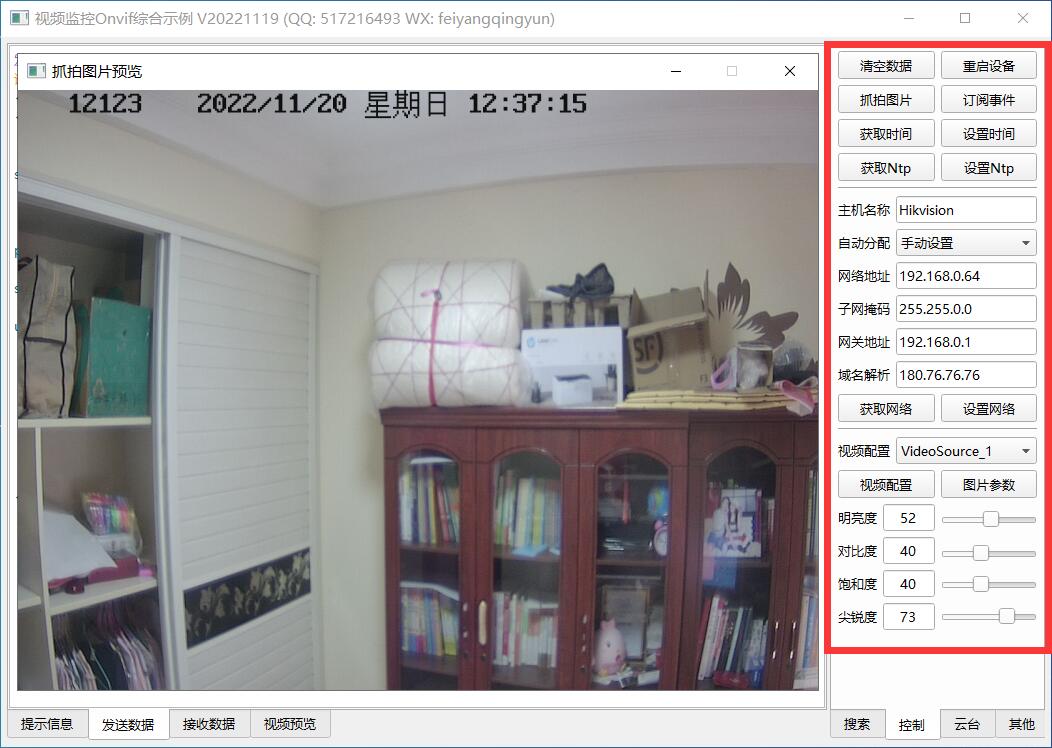 视频监控Onvif综合示例 V20221119 (QQ: 517216493 WX: feiyangqingyun)
抓拍图片预览
12123 2022/11/20 星期日 12:37:15
SF
清空数据 重启设备
抓拍图片 订阅事件
获取时间 设置时间
获取Ntp 设置Ntp
主机名称 Hikvision
自动分配 手动设置
网络地址 192.168.0.64
子网掩码 255.255.0.0
网关地址 192.168.0.1
域名解析 180.76.76.76
获取网络 设置网络
视频配置 VideoSource_1
视频配置 图片参数
明亮度 52
对比度 40
饱和度 40
尖锐度 73
提示信息 发送数据 接收数据 视频预览
搜索 控制 云台 其他